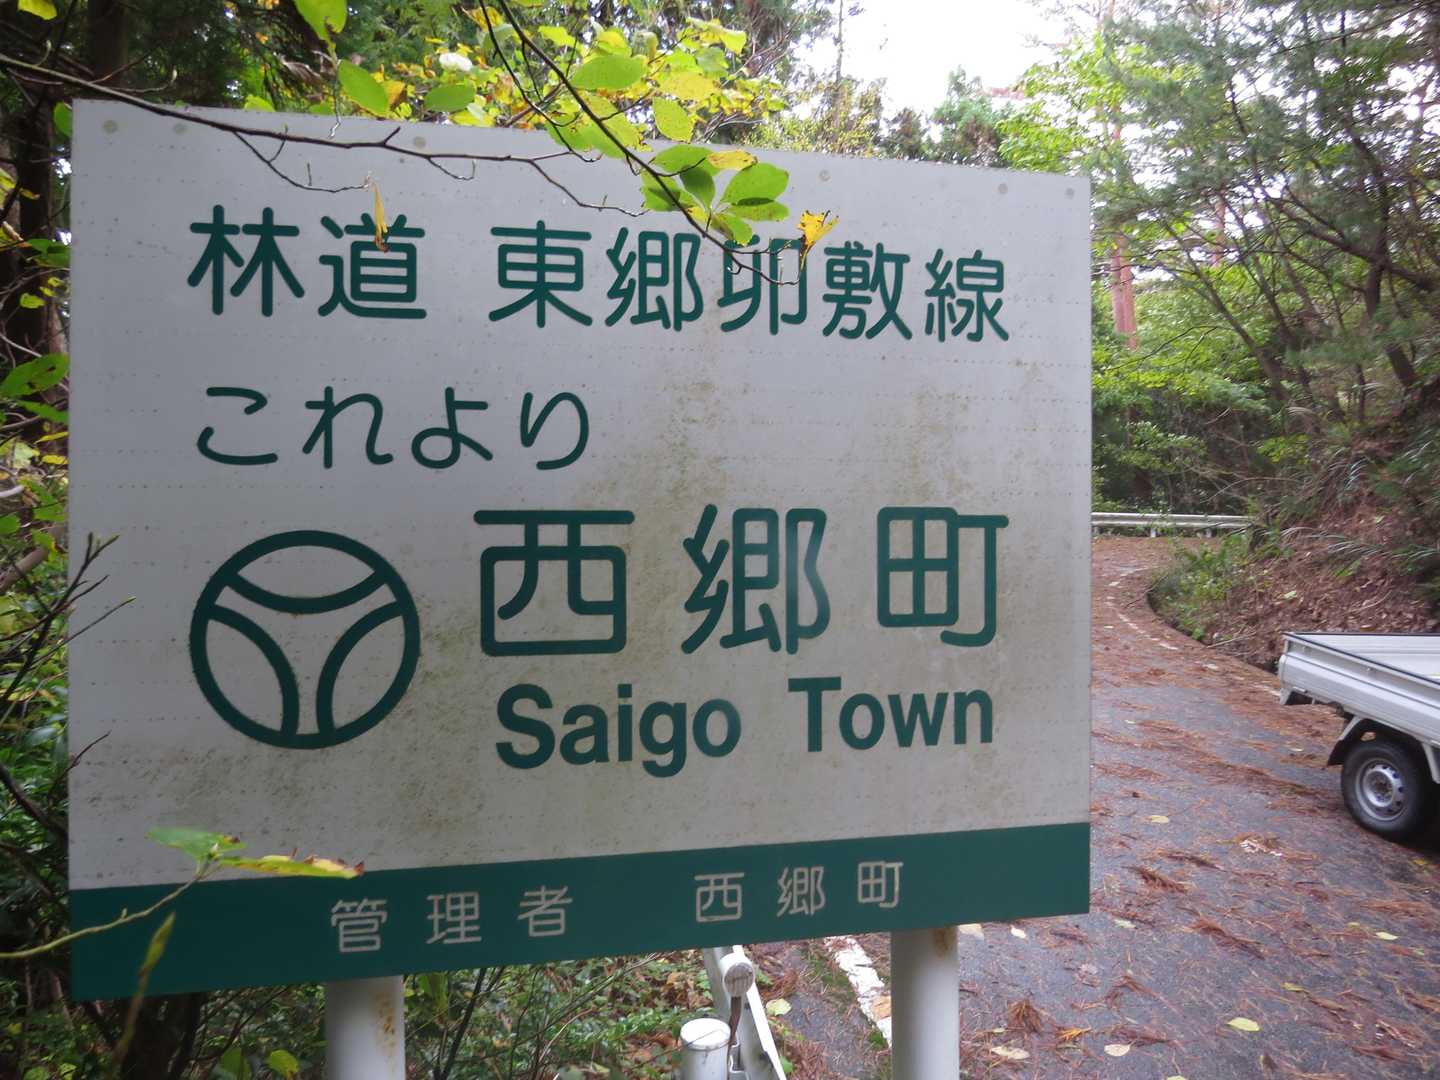 林道 東郷卯敷線
これより
西郷町
Saigo Town
管理者 西郷町